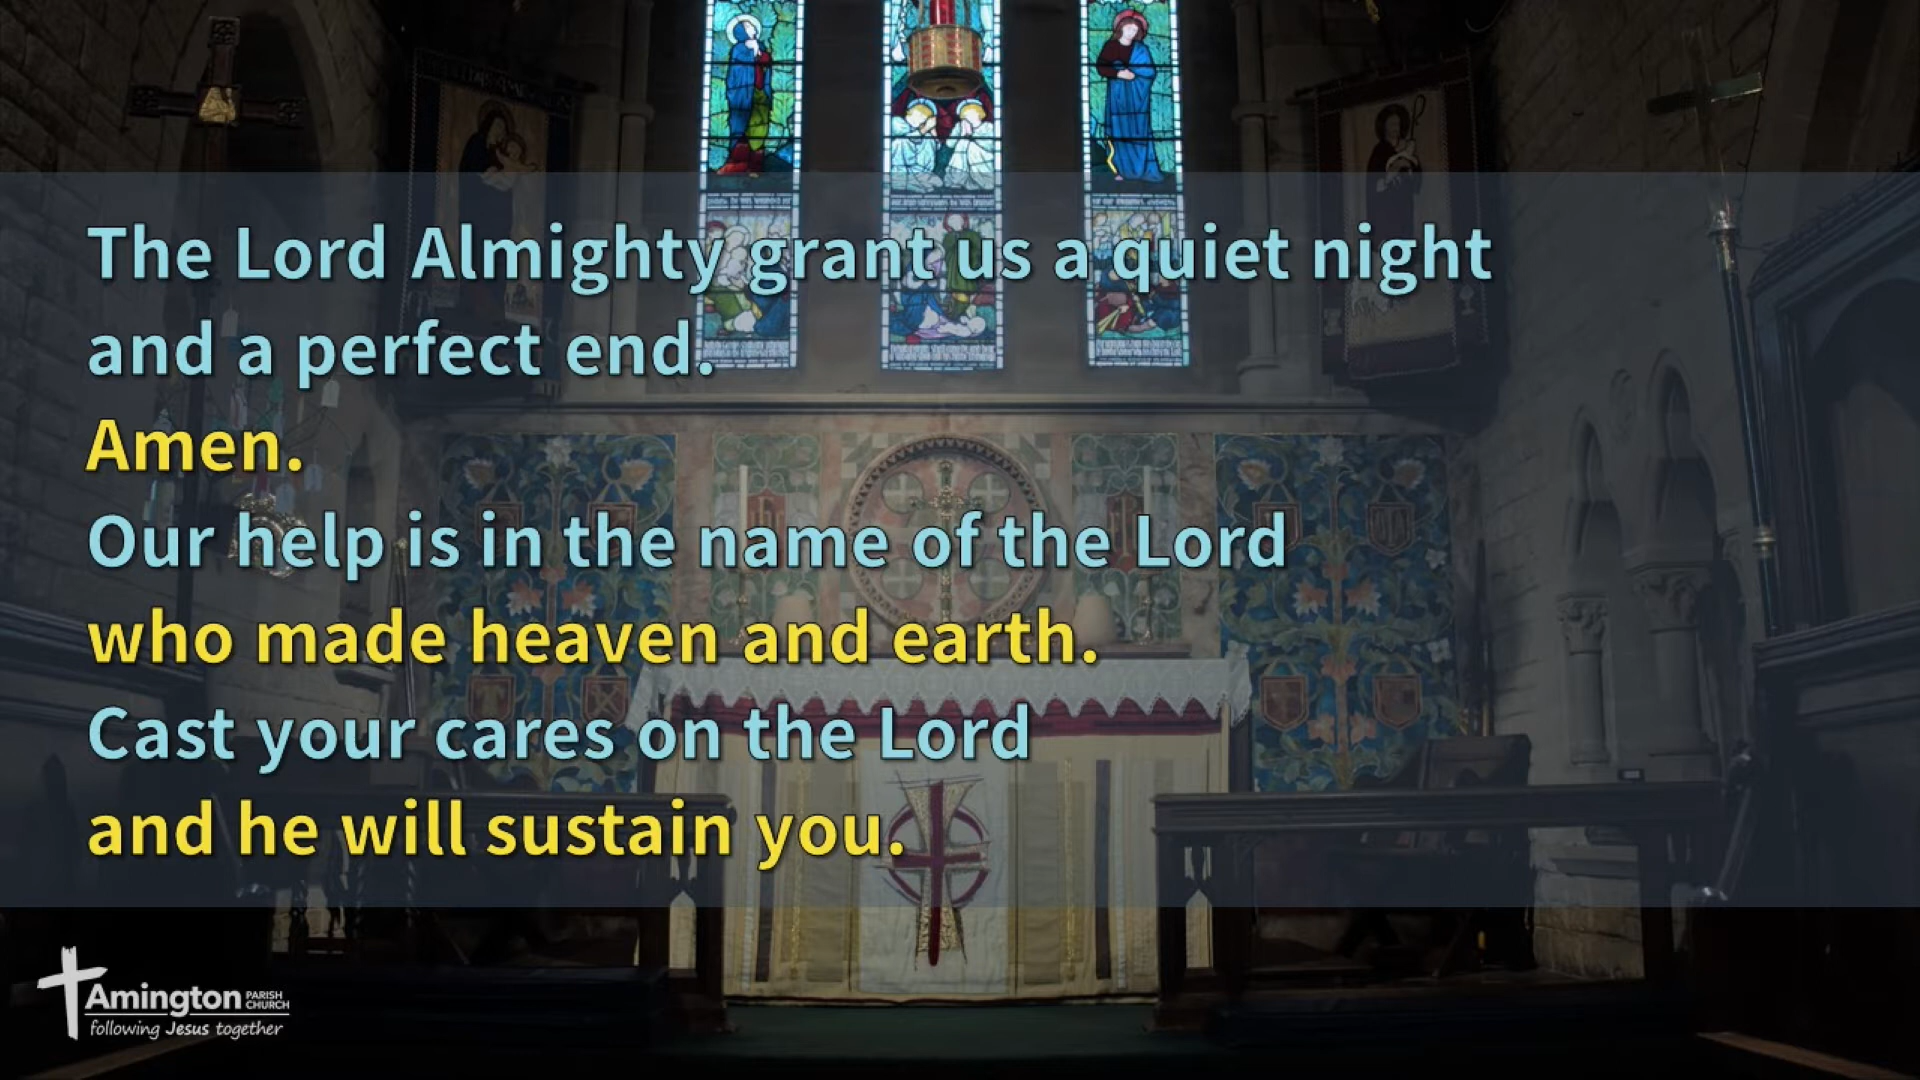 The Lord Almighty grant us a quiet night
and a perfect end.
Amen.
Our help is in the name of the Lord
who made heaven and earth.
Cast your cares on the Lord
and he will sustain you.
Amington PARISH CHURCH
following Jesus together